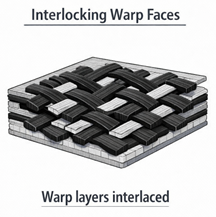 Interlocking Warp Faces
Warp layers interlaced